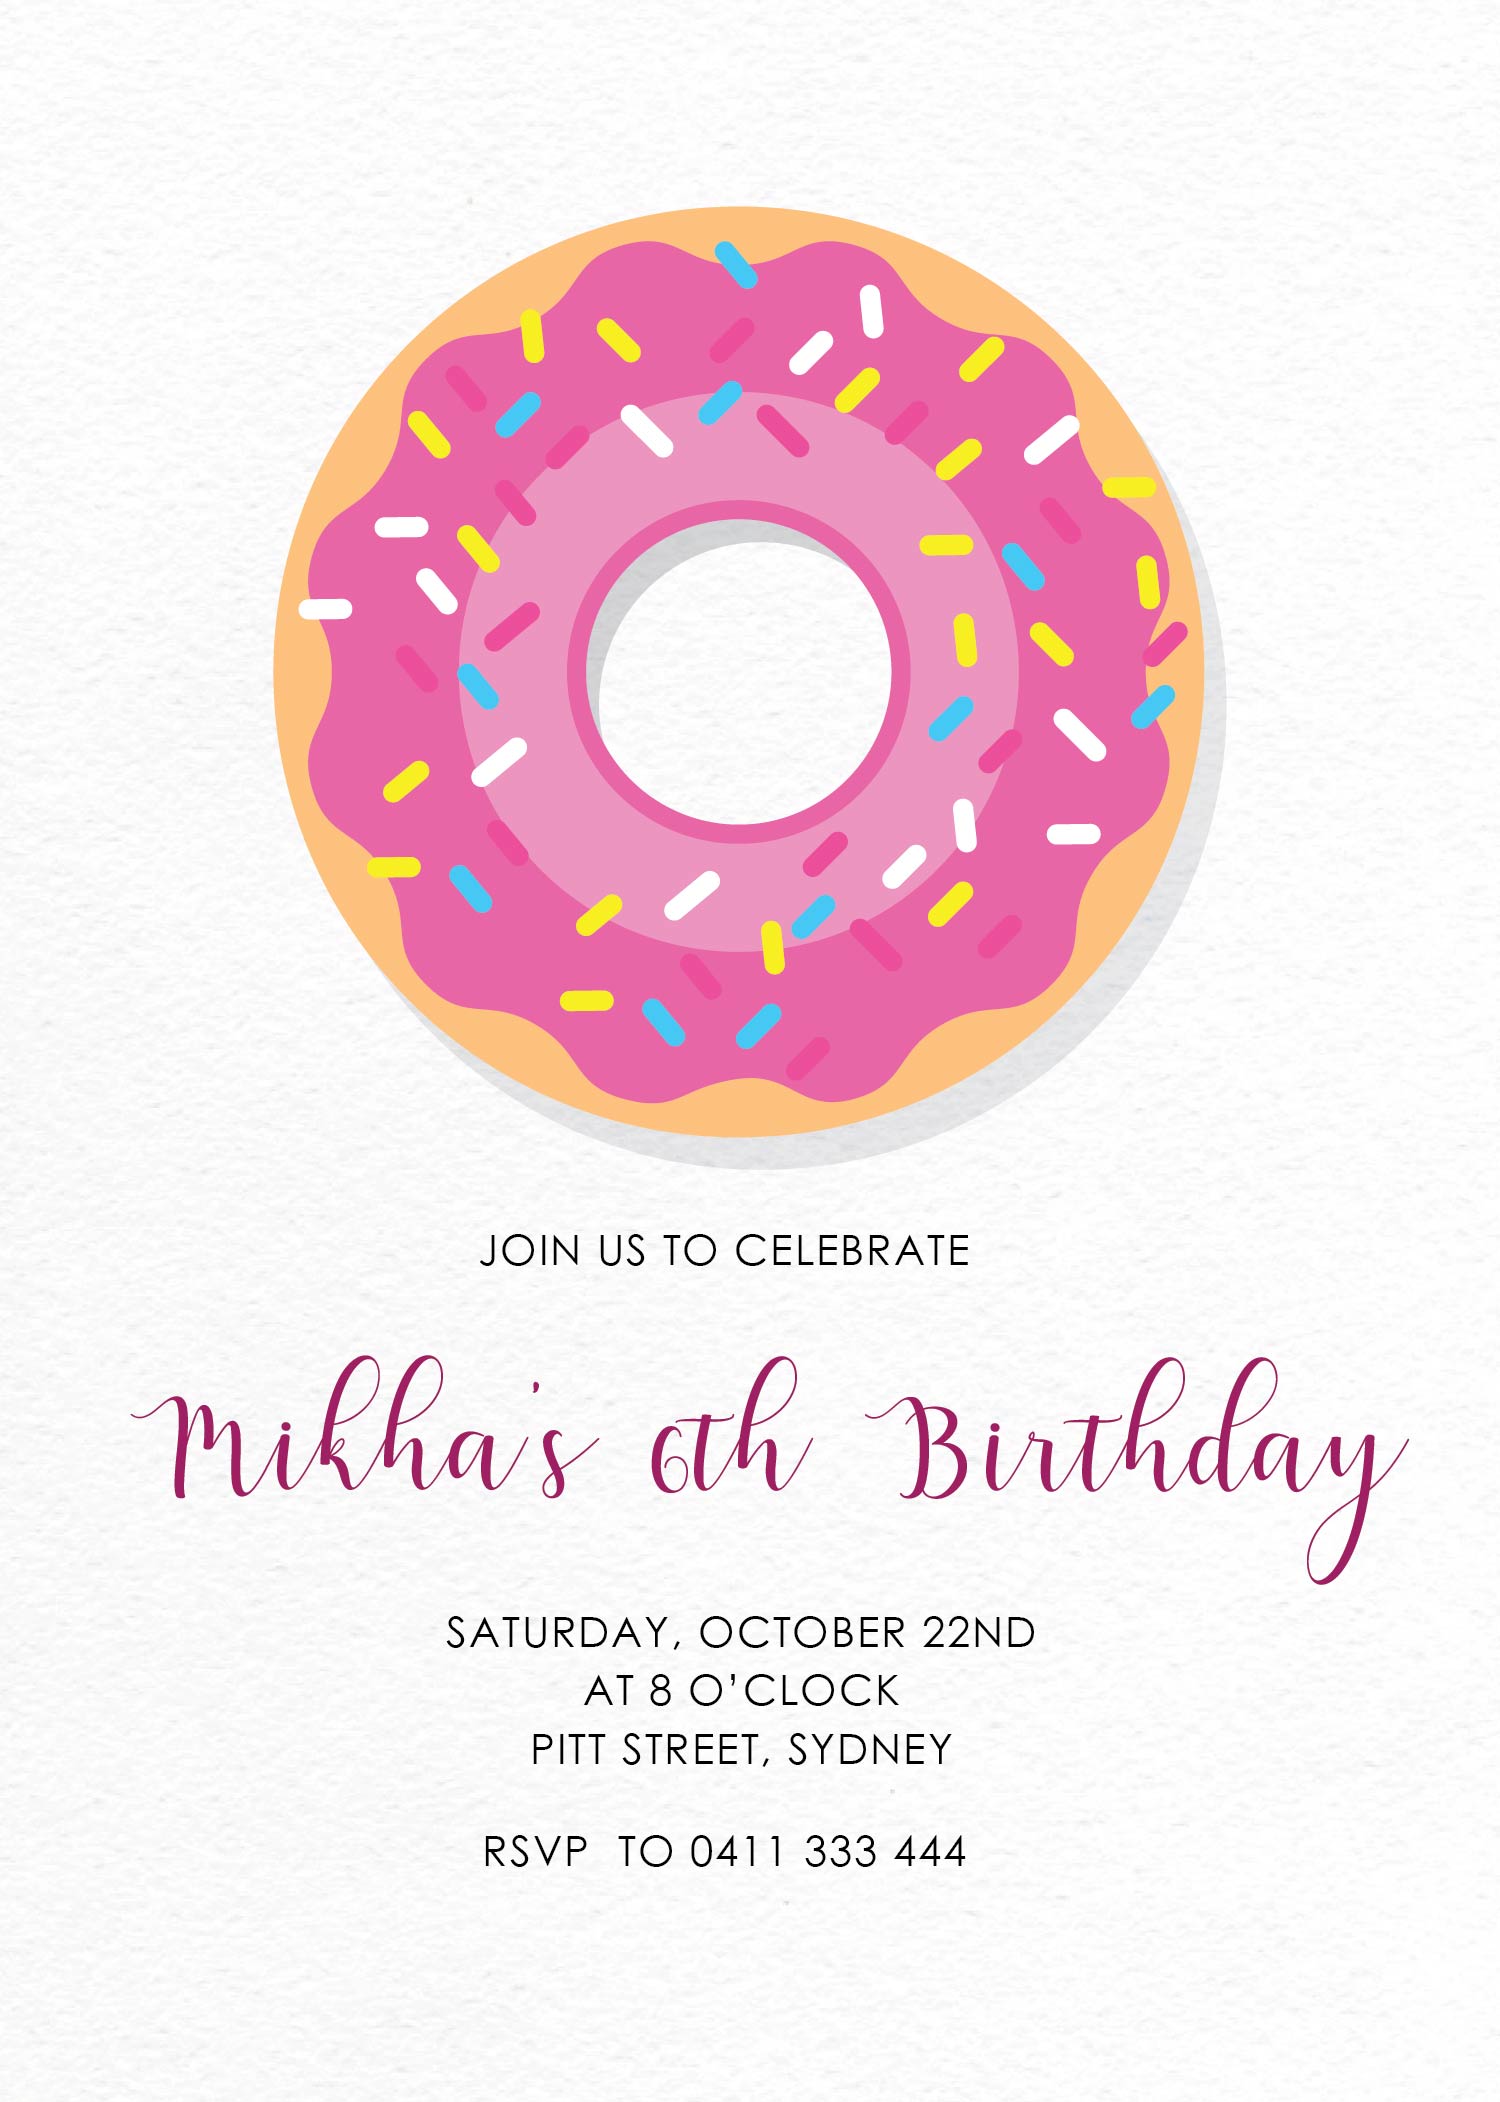 JOIN US TO CELEBRATE
Mikha's 6th Birthday
SATURDAY, OCTOBER 22ND
AT 8 O’CLOCK
PITT STREET, SYDNEY
RSVP  TO 0411 333 444